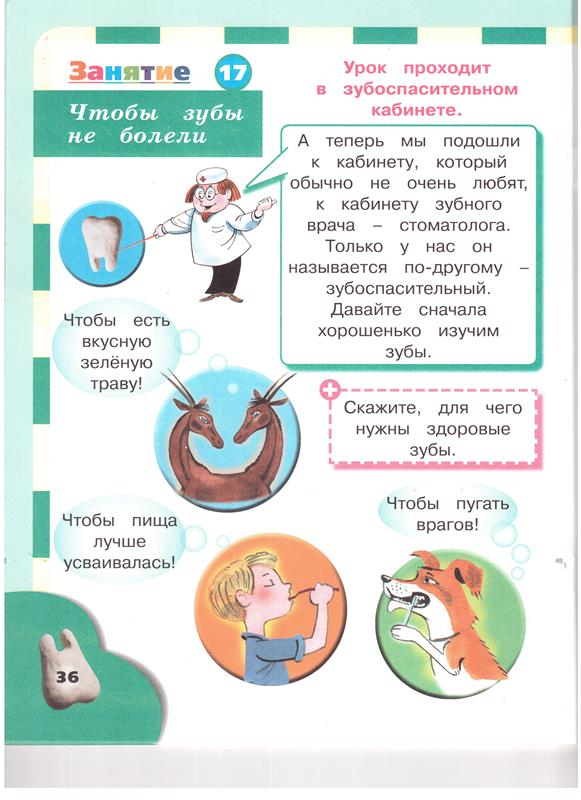 Занятие 17
Чтобы зубы
не болели
Урок проходит
в зубоспасительном
кабинете.
А теперь мы подошли
к кабинету, который
обычно не очень любят,
к кабинету зубного
врача – стоматолога.
Только у нас он
называется по-другому –
зубоспасительный.
Давайте сначала
хорошенько изучим
зубы.
Чтобы есть
вкусную
зелёную
траву!
Скажите, для чего
нужны здоровые
зубы.
Чтобы пища
лучше
усваивалась!
Чтобы пугать
врагов!
36